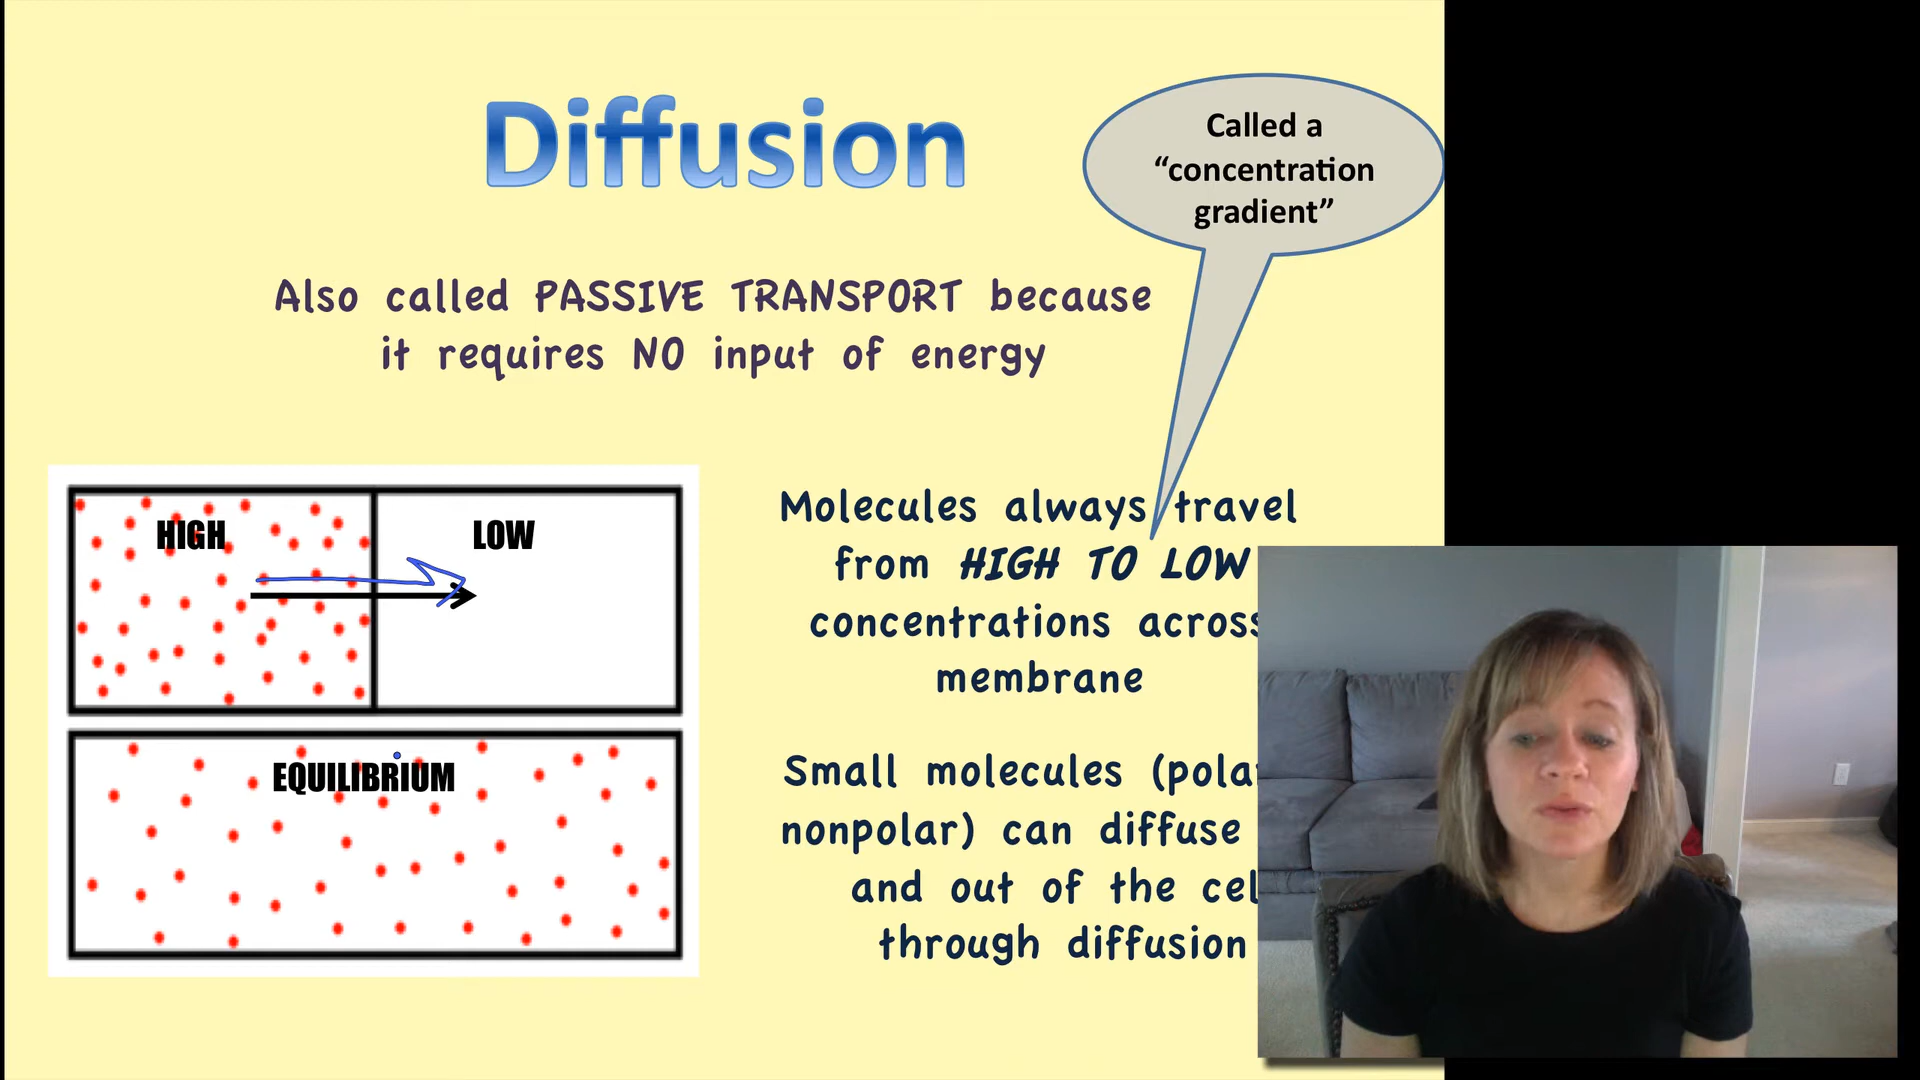 Diffusion
Called a
“concentration
gradient”
Also called PASSIVE TRANSPORT because
it requires NO input of energy
HIGH
LOW
EQUILIBRIUM
Molecules always travel
from HIGH TO LOW
concentrations across
membrane
Small molecules
nonpolar) can diffuse
and out of the
through diffusion